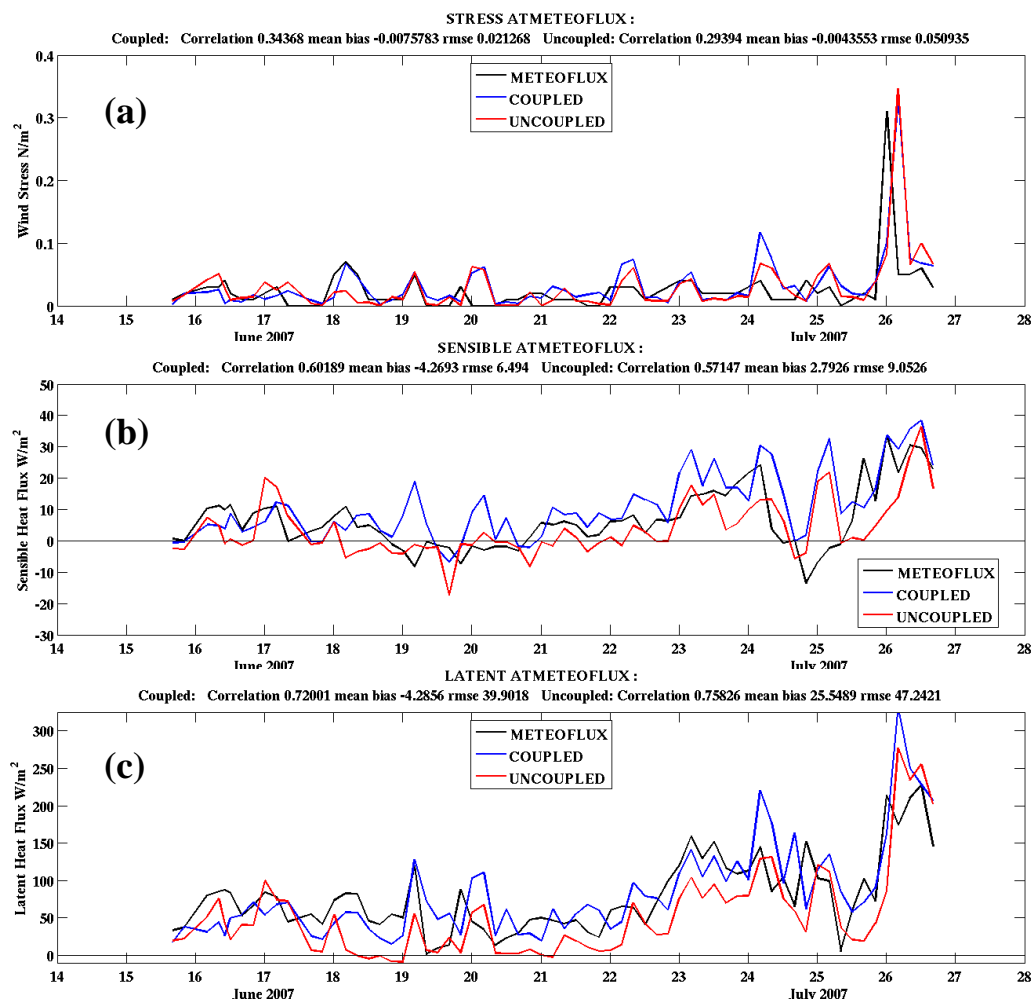 STRESS ATMETEOFLUX :
Coupled: Correlation 0.34368 mean bias -0.0075783 rmse 0.021268 Uncoupled: Correlation 0.29394 mean bias -0.0043553 rmse 0.050935
0.4
0.3
0.2
0.1
0
Wind Stress N/m²
(a)
METEOFLUX
COUPLED
UNCOUPLED
14 15 16 17 18 19 20 21 22 23 24 25 26 27 28
June 2007 July 2007
SENSIBLE ATMETEOFLUX :
Coupled: Correlation 0.60189 mean bias -4.2693 rmse 6.494 Uncoupled: Correlation 0.57147 mean bias 2.7926 rmse 9.0526
50
40
30
20
10
0
-10
-20
-30
Sensible Heat Flux W/m²
(b)
METEOFLUX
COUPLED
UNCOUPLED
14 15 16 17 18 19 20 21 22 23 24 25 26 27 28
June 2007 July 2007
LATENT ATMETEOFLUX :
Coupled: Correlation 0.72001 mean bias -4.2856 rmse 39.9018 Uncoupled: Correlation 0.75826 mean bias 25.5489 rmse 47.2421
300
250
200
150
100
50
0
Latent Heat Flux W/m²
(c)
METEOFLUX
COUPLED
UNCOUPLED
14 15 16 17 18 19 20 21 22 23 24 25 26 27 28
June 2007 July 2007